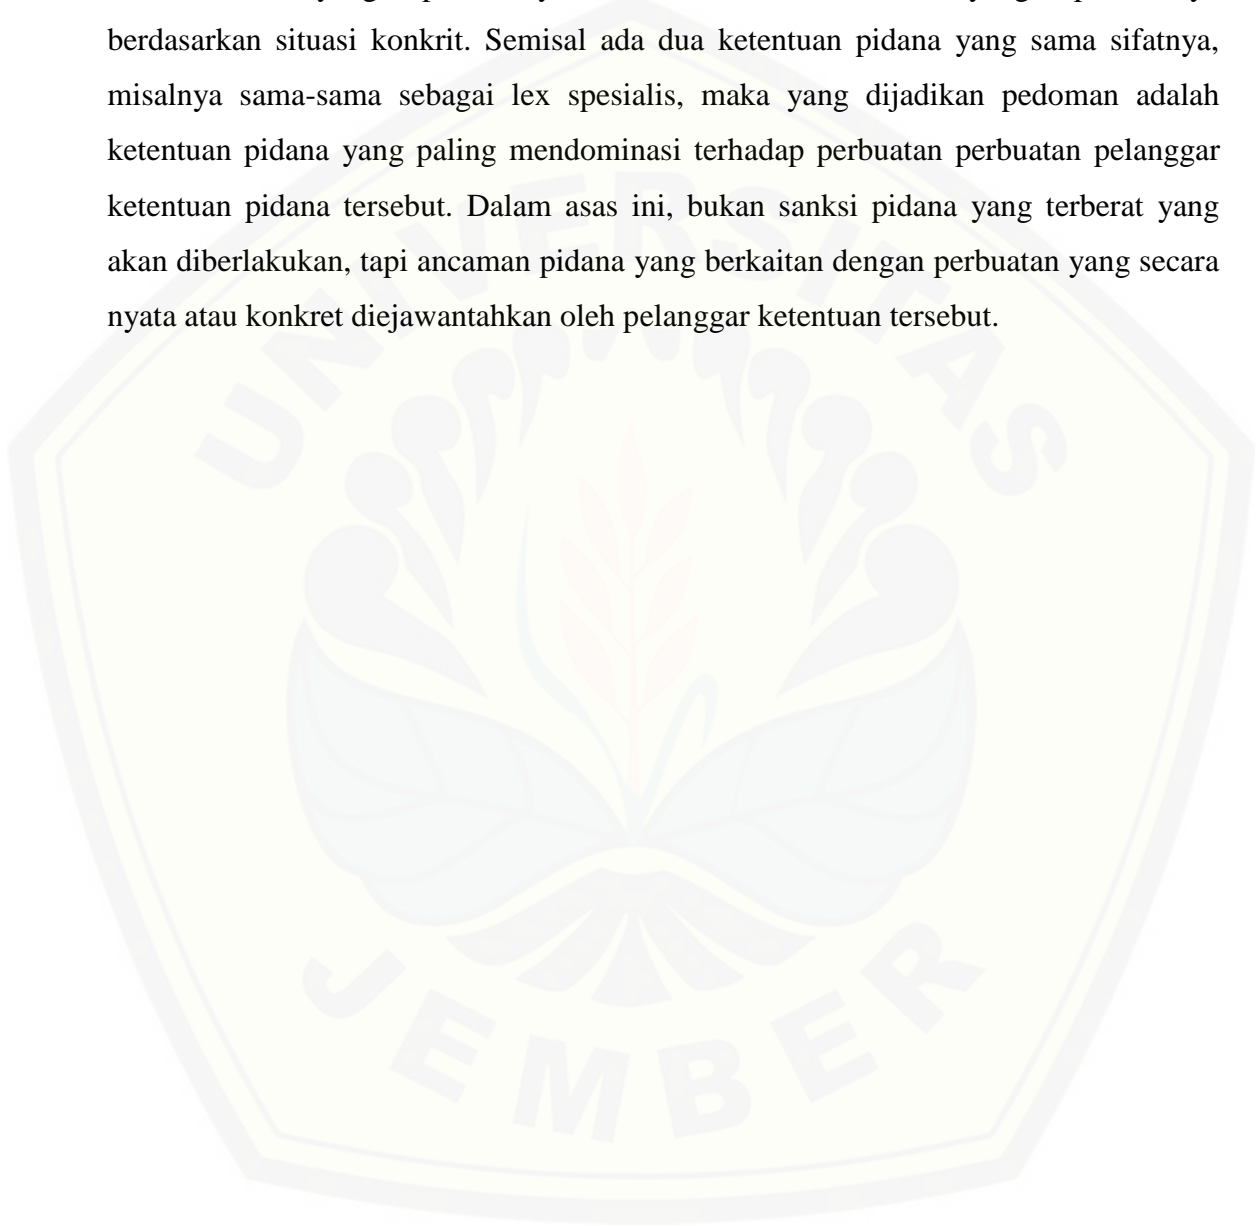 berdasarkan situasi konkrit. Semisal ada dua ketentuan pidana yang sama sifatnya,
misalnya sama-sama sebagai lex spesialis, maka yang dijadikan pedoman adalah
ketentuan pidana yang paling mendominasi terhadap perbuatan perbuatan pelanggar
ketentuan pidana tersebut. Dalam asas ini, bukan sanksi pidana yang terberat yang
akan diberlakukan, tapi ancaman pidana yang berkaitan dengan perbuatan yang secara
nyata atau konkret diejawantahkan oleh pelanggar ketentuan tersebut.
UNIVERSITAS
JEMBER